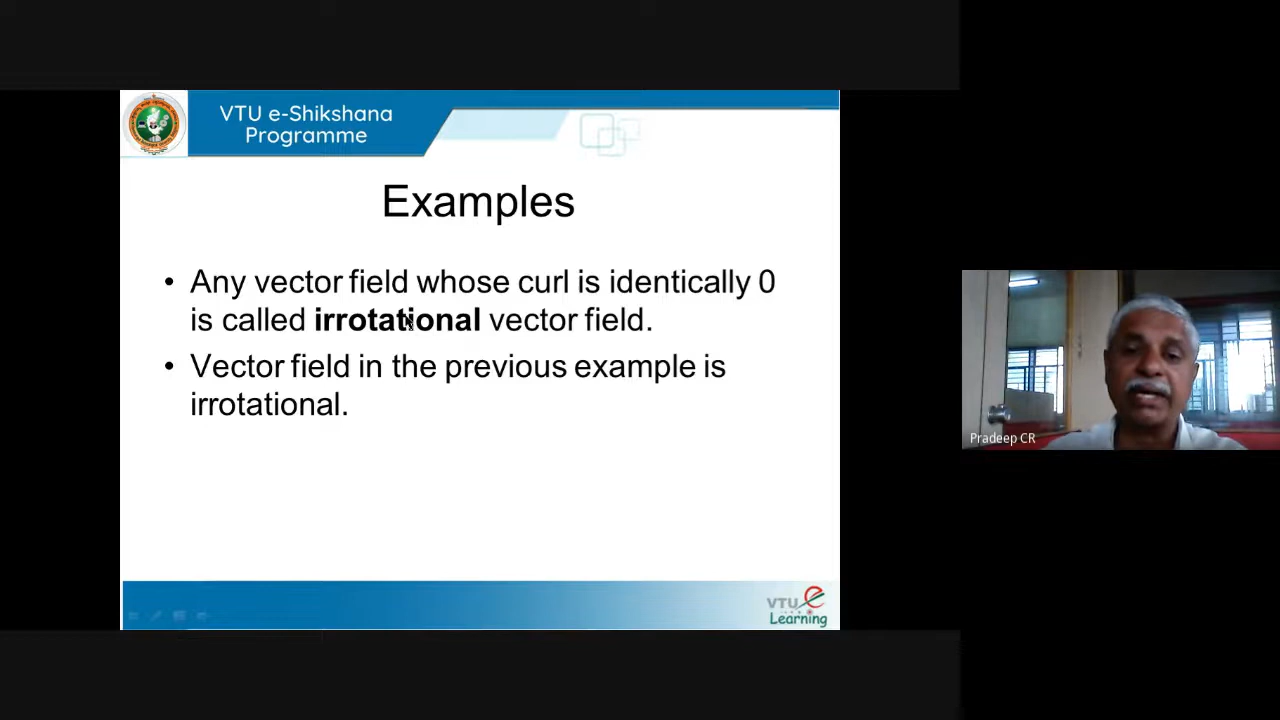 VTU e-Shikshana
Programme
Examples
• Any vector field whose curl is identically 0
is called irrotational vector field.
• Vector field in the previous example is
irrotational.
Pradeep CR
VTU e
Learning